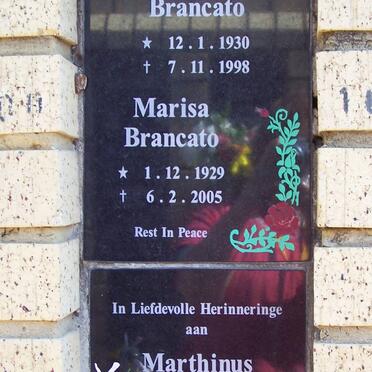 Brancato
★ 12.1.1930
† 7.11.1998
Marisa
Brancato
★ 1.12.1929
† 6.2.2005
Rest In Peace
In Liefdevolle Herinneringe
aan
Marthinus